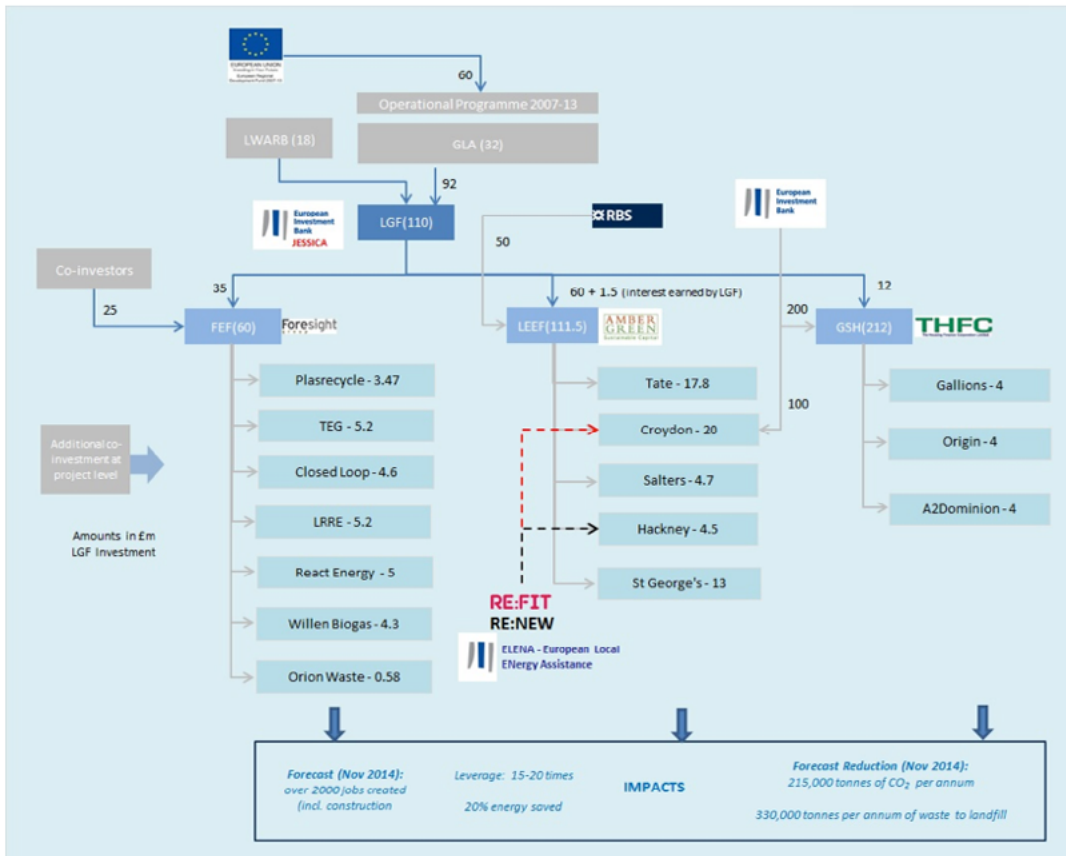 EUROPEAN UNION
60
Operational Programme 2007-13
LWARB (18)
GLA (32)
92
European
Investment
Bank
JESSICA
LGF(110)
RBS
European
Investment
Bank
50
Co-investors
25
35
60 + 1.5 (interest earned by LGF)
12
FEF(60)
Foresight
LEEF(111.5)
AMBER
GREEN
Sustainable Capital
200
GSH(212)
THFC
Plasrecycle - 3.47
TEG - 5.2
Closed Loop - 4.6
LRRE - 5.2
React Energy - 5
Willen Biogas - 4.3
Orion Waste - 0.58
Tate - 17.8
Croydon - 20
Salters - 4.7
Hackney - 4.5
St George's - 13
100
Gallions - 4
Origin - 4
A2Dominion - 4
Additional co-
investment at
project level
Amounts in £m
LGF Investment
RE:FIT
RE:NEW
ELENA - European Local
ENergy Assistance
Forecast (Nov 2014):
over 2000 jobs created
(incl. construction
Leverage: 15-20 times
20% energy saved
IMPACTS
Forecast Reduction (Nov 2014):
215,000 tonnes of CO₂ per annum
330,000 tonnes per annum of waste to landfill